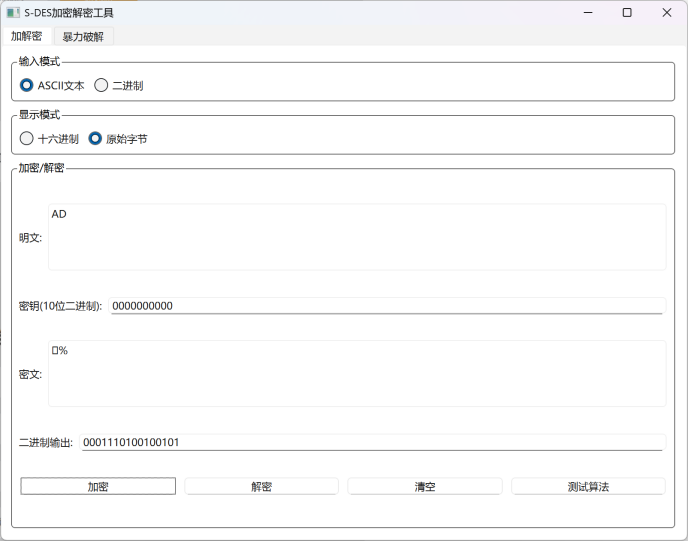 S-DES加密解密工具
加解密 暴力破解
输入模式
ASCII文本 二进制
显示模式
十六进制 原始字节
加密/解密
明文: AD
密钥(10位二进制): 0000000000
密文: %
二进制输出: 0001110100100101
加密 解密 清空 测试算法